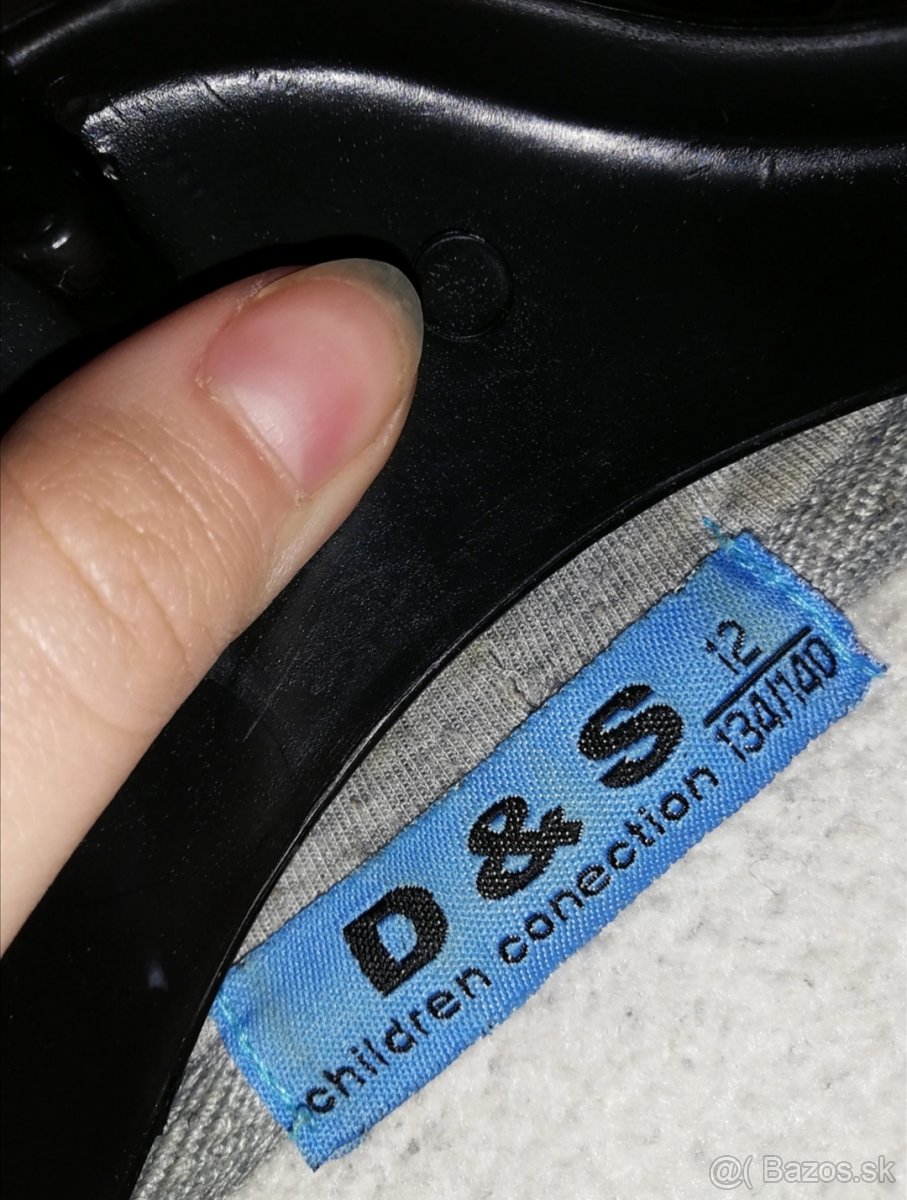 D & S
children conection
12
134/140
@( Bazos.sk